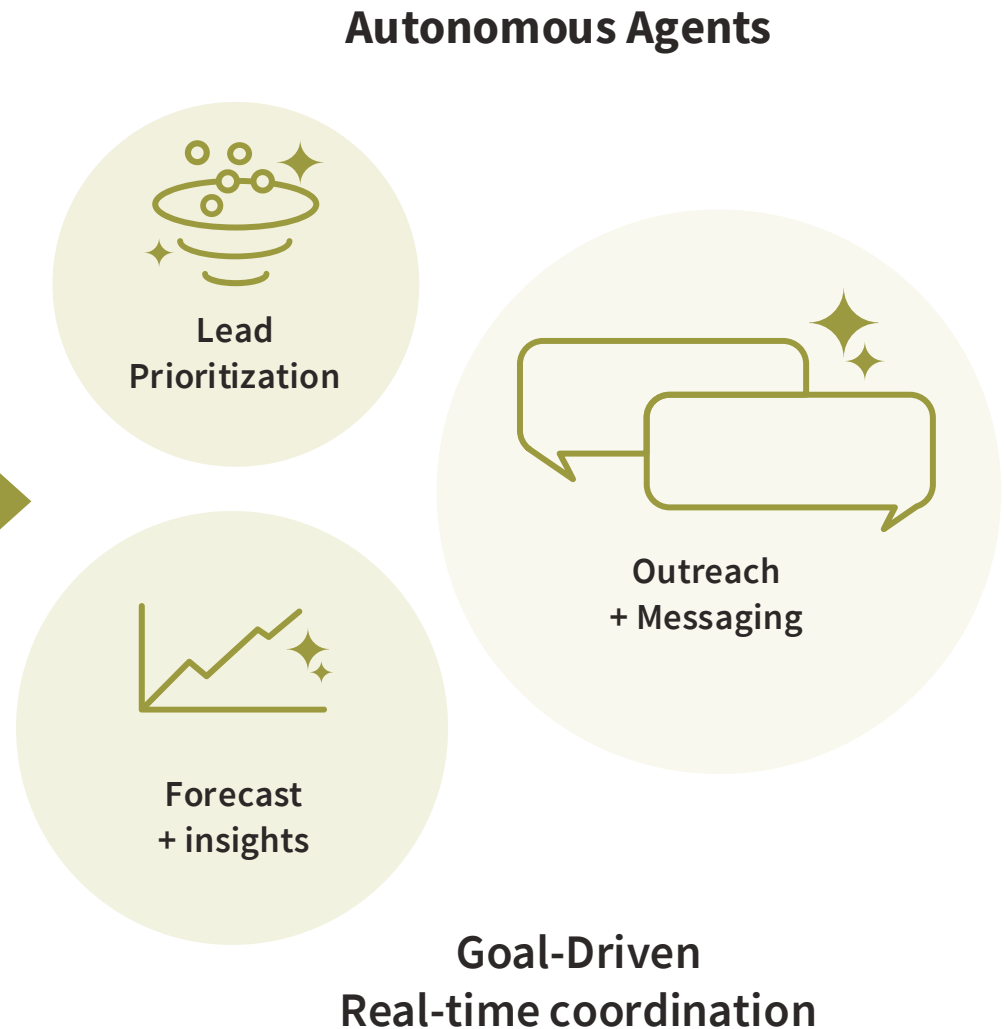 Autonomous Agents
Lead
Prioritization
Outreach
+ Messaging
Forecast
+ insights
Goal-Driven
Real-time coordination